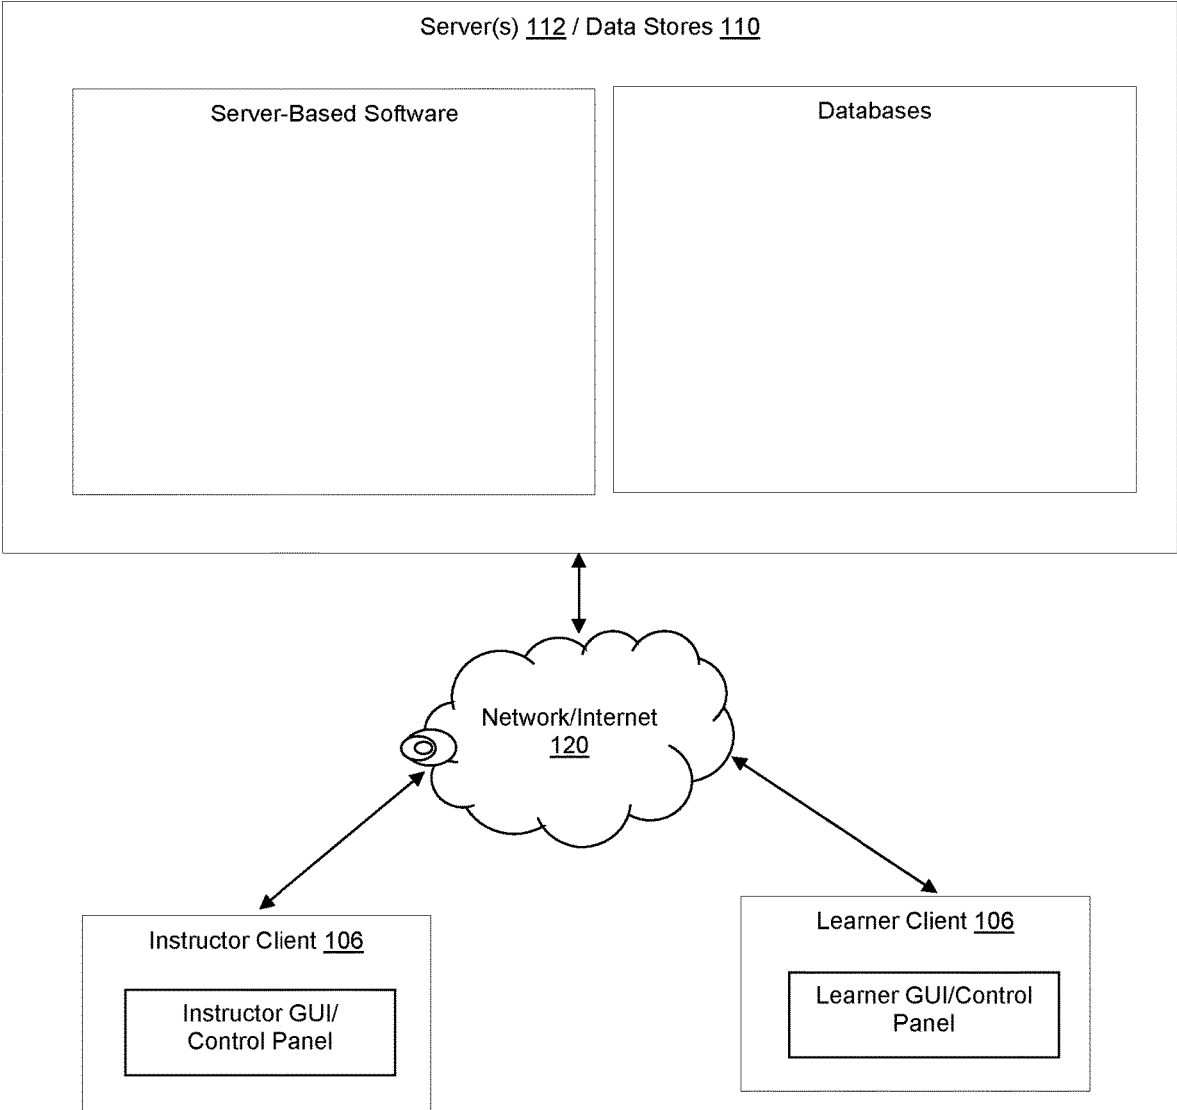 Server(s) 112 / Data Stores 110
Server-Based Software
Databases
Network/Internet
120
Instructor Client 106
Instructor GUI/
Control Panel
Learner Client 106
Learner GUI/Control
Panel